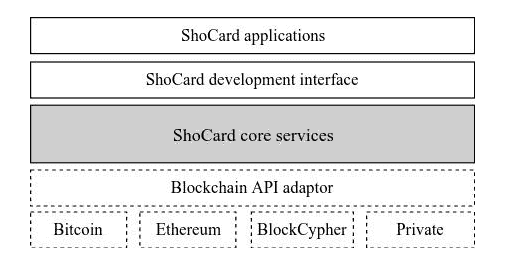 ShoCard applications
ShoCard development interface
ShoCard core services
Blockchain API adaptor
Bitcoin Ethereum BlockCypher Private